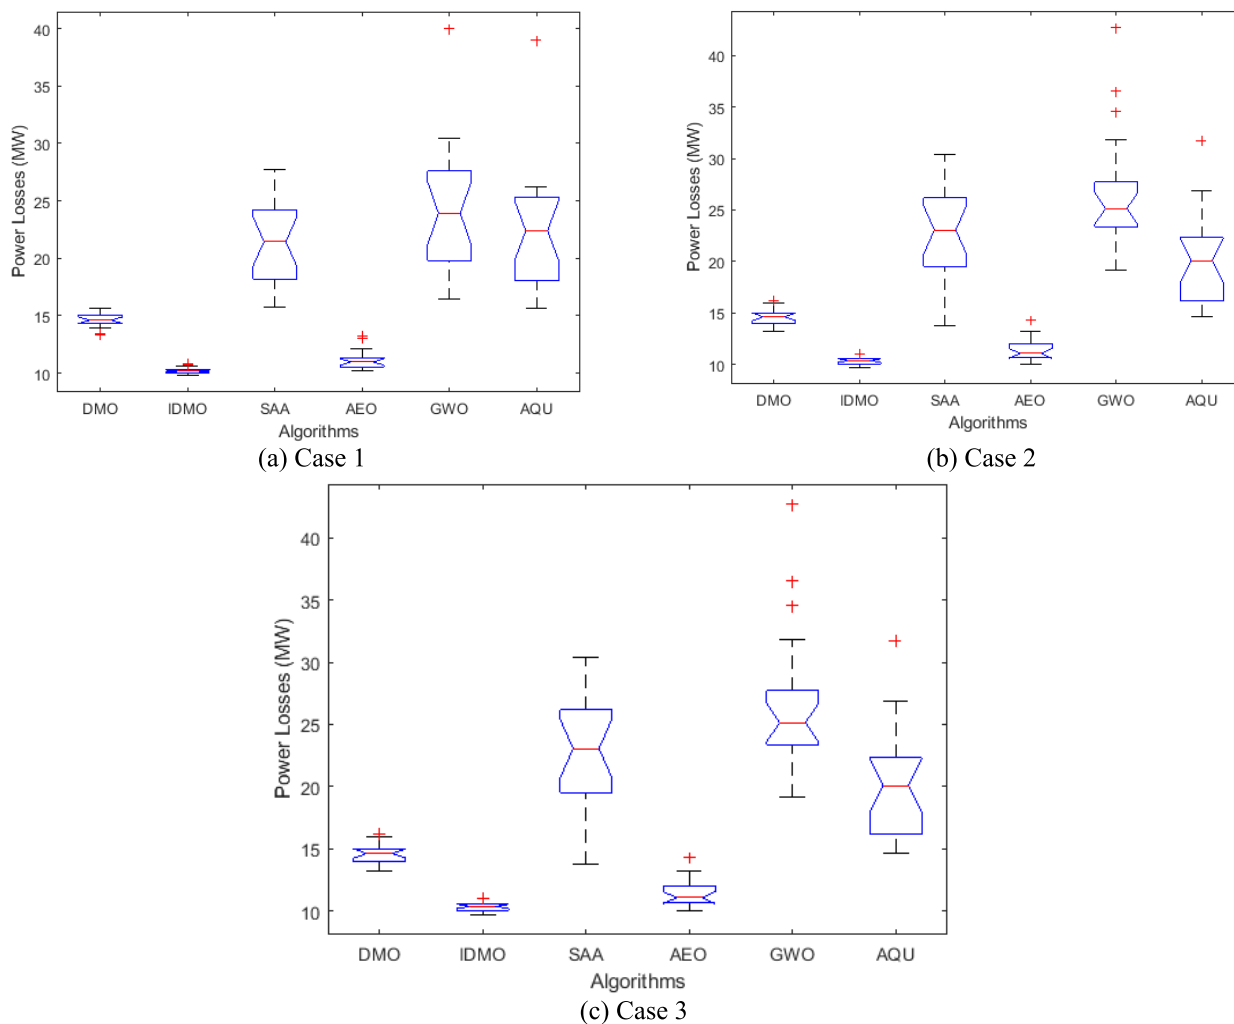 40
35
30
25
20
15
10
Power Losses (MW)
DMO IDMO SAA AEO GWO AQU
Algorithms
(a) Case 1
40
35
30
25
20
15
10
Power Losses (MW)
DMO IDMO SAA AEO GWO AQU
Algorithms
(b) Case 2
40
35
30
25
20
15
10
Power Losses (MW)
DMO IDMO SAA AEO GWO AQU
Algorithms
(c) Case 3